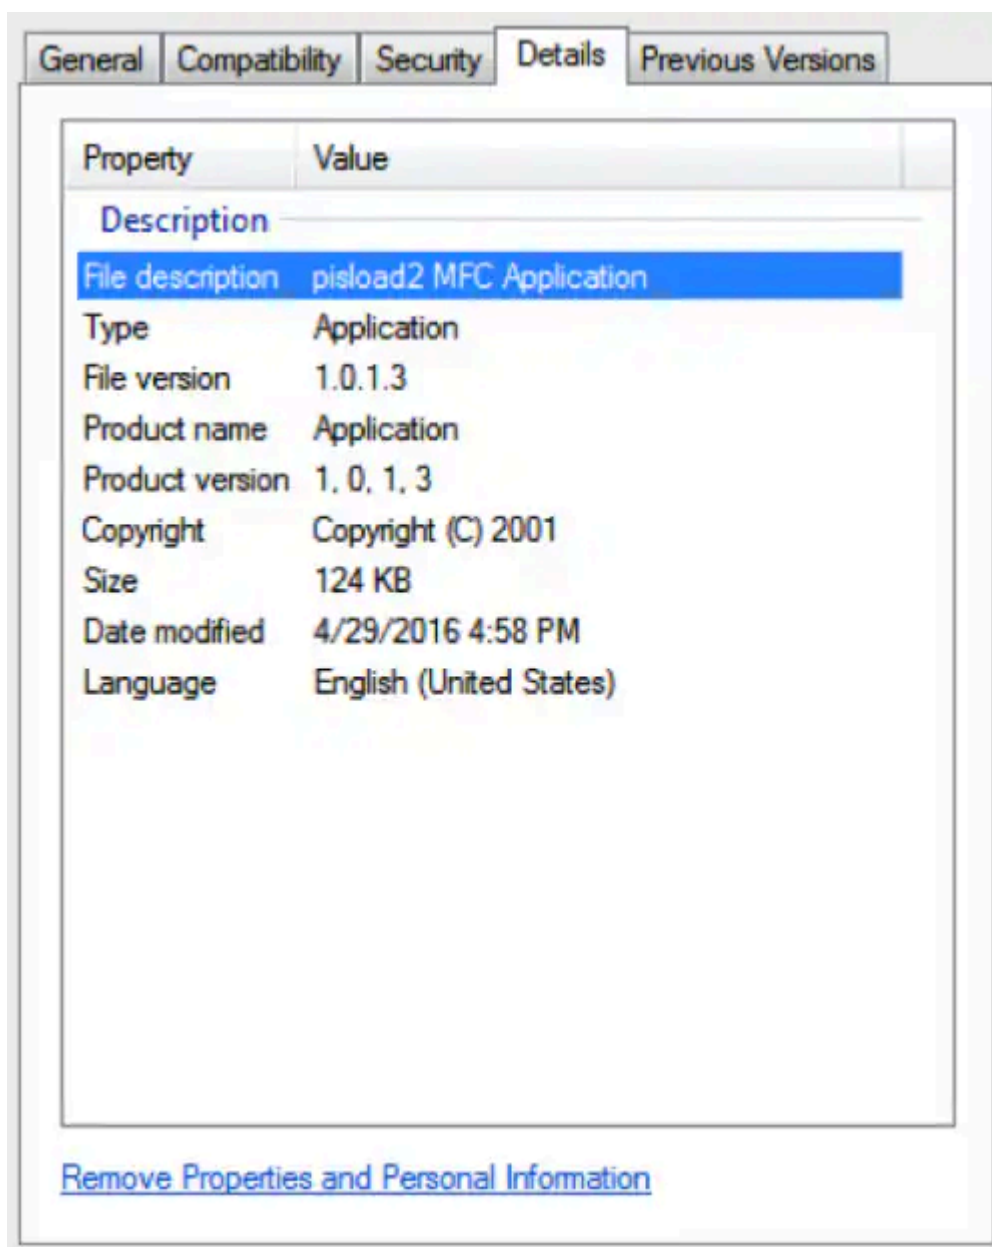 General Compatibility Security Details Previous Versions
Property Value
Description
File description pisload2 MFC Application
Type Application
File version 1.0.1.3
Product name Application
Product version 1, 0, 1, 3
Copyright Copyright (C) 2001
Size 124 KB
Date modified 4/29/2016 4:58 PM
Language English (United States)
Remove Properties and Personal Information